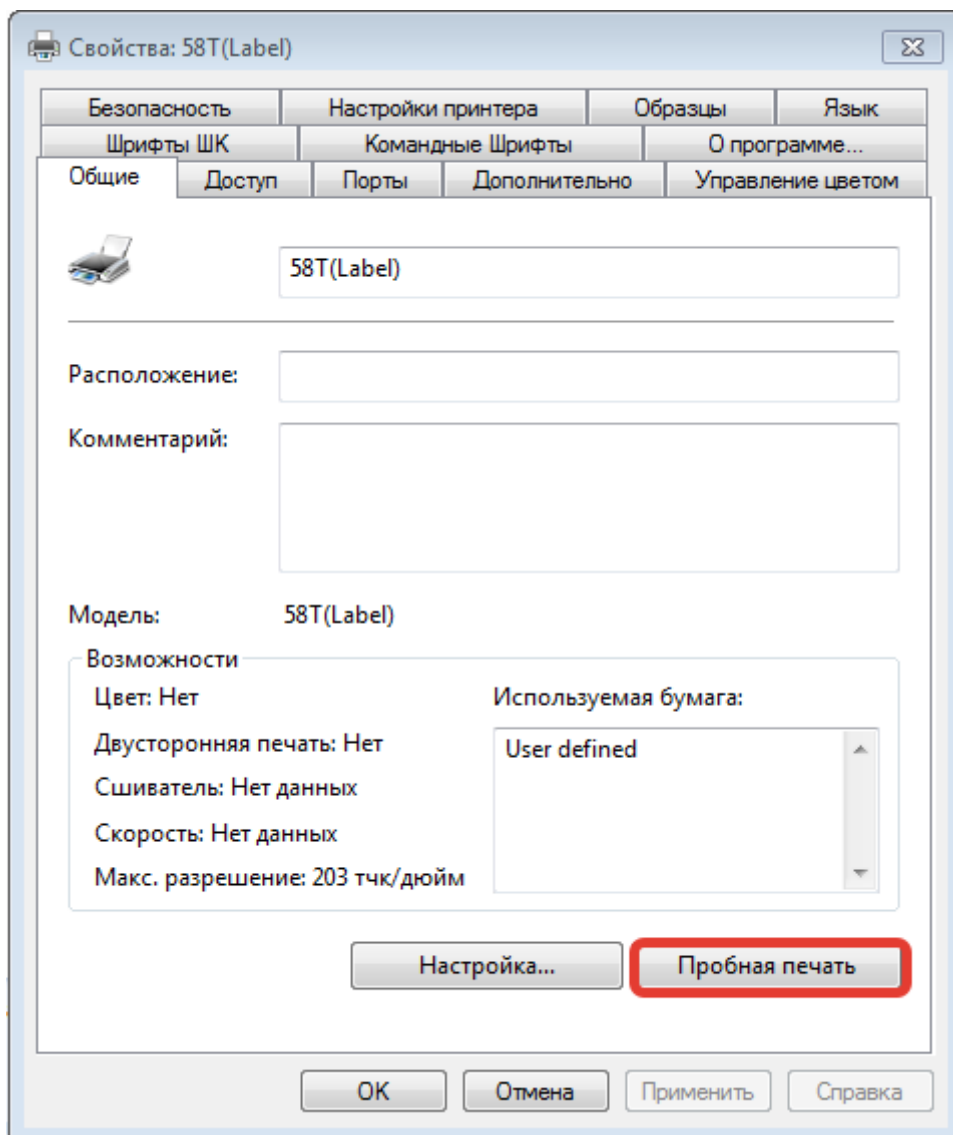 Свойства: 58T(Label)
Безопасность Настройки принтера Образцы Язык
Шрифты ШК Командные Шрифты О программе...
Общие Доступ Порты Дополнительно Управление цветом
58T(Label)
Расположение:
Комментарий:
Модель: 58T(Label)
Возможности
Цвет: Нет Используемая бумага:
Двусторонняя печать: Нет User defined
Сшиватель: Нет данных
Скорость: Нет данных
Макс. разрешение: 203 тчк/дюйм
Настройка... Пробная печать
ОК Отмена Применить Справка